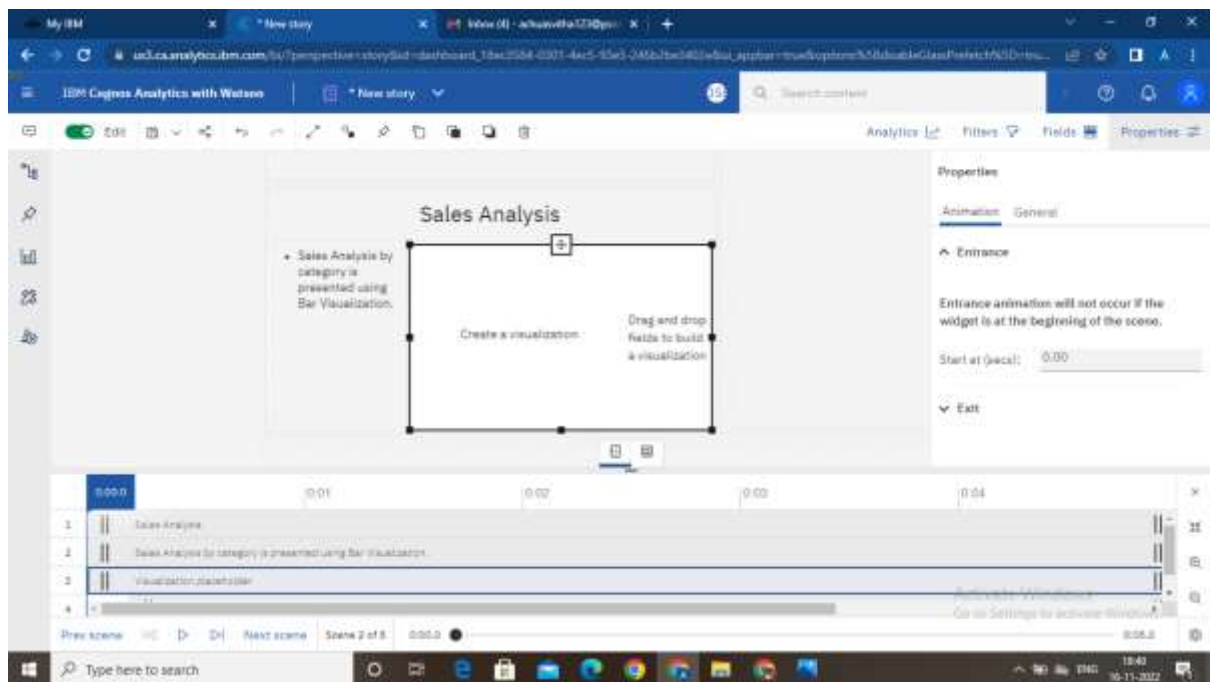 My IBM
* New story
IBM Cognos Analytics with Watson
* New story
Search content
Edit
Analytics
Filters
Fields
Properties
Sales Analysis
• Sales Analysis by
category is
presented using
Bar Visualization.
Create a visualization
Drag and drop
fields to build
a visualization
Properties
Animation
General
Entrance
Entrance animation will not occur if the
widget is at the beginning of the scene.
Start at (secs):
0.00
Exit
0:00.0
0:01
0:02
0:03
0:04
1
Sales Analysis
2
Sales Analysis by category is presented using Bar Visualization.
3
Visualization placeholder
4
Activate Windows
Go to Settings to activate Windows.
Prev scene
Next scene
Scene 2 of 5
0:00.0
0:05.0
Type here to search
ENG
18:40
16-11-2022